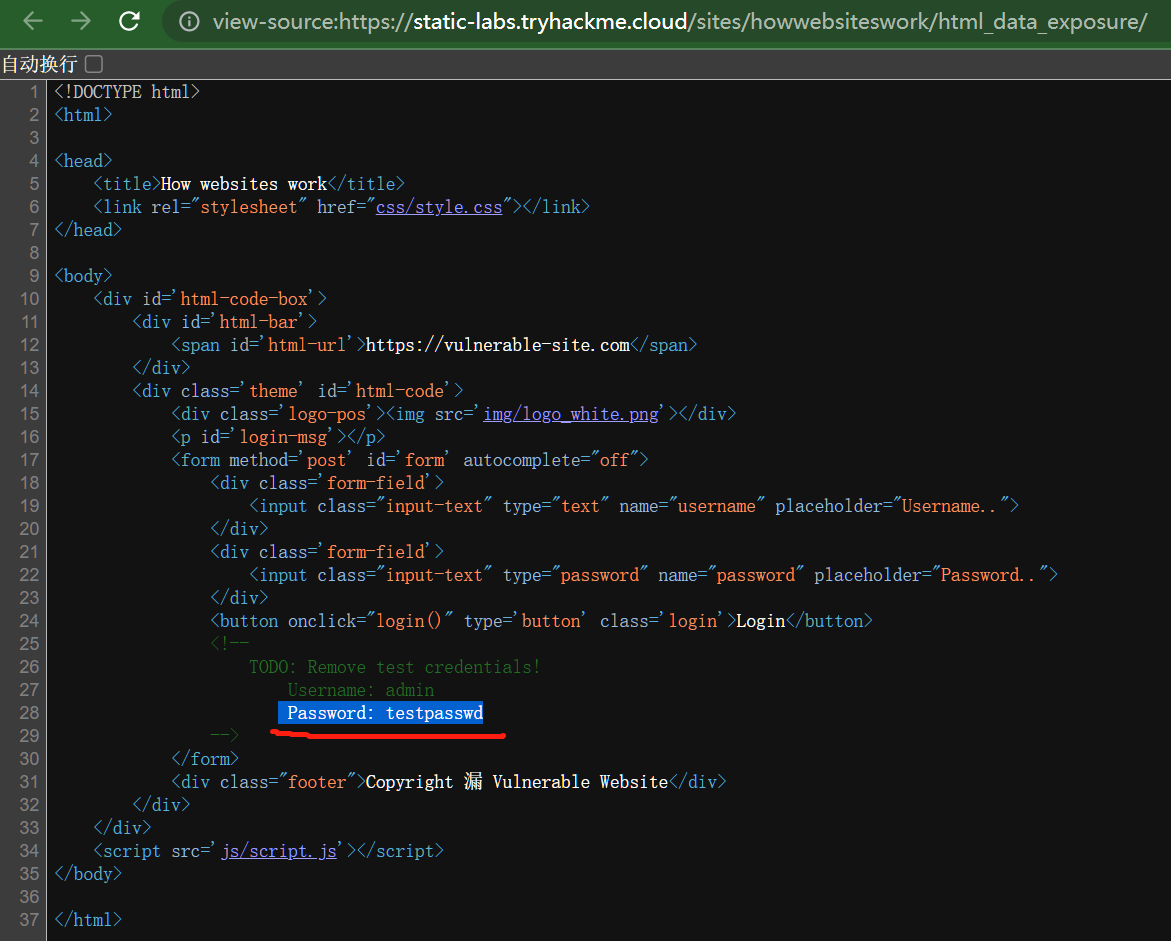 view-source:https://static-labs.tryhackme.cloud/sites/howwebsiteswork/html_data_exposure/
自动换行
1 <!DOCTYPE html>
2 <html>
3
4 <head>
5     <title>How websites work</title>
6     <link rel="stylesheet" href="css/style.css"></link>
7 </head>
8
9 <body>
10     <div id='html-code-box'>
11         <div id='html-bar'>
12             <span id='html-url'>https://vulnerable-site.com</span>
13         </div>
14         <div class='theme' id='html-code'>
15             <div class='logo-pos'><img src='img/logo_white.png'></div>
16             <p id='login-msg'></p>
17             <form method='post' id='form' autocomplete="off">
18                 <div class='form-field'>
19                     <input class="input-text" type="text" name="username" placeholder="Username..">
20                 </div>
21                 <div class='form-field'>
22                     <input class="input-text" type="password" name="password" placeholder="Password..">
23                 </div>
24                 <button onclick="login()" type='button' class='login'>Login</button>
25                 <!--
26                     TODO: Remove test credentials!
27                         Username: admin
28                         Password: testpasswd
29                 -->
30             </form>
31             <div class="footer">Copyright 漏 Vulnerable Website</div>
32         </div>
33     </div>
34     <script src='js/script.js'></script>
35 </body>
36
37 </html>